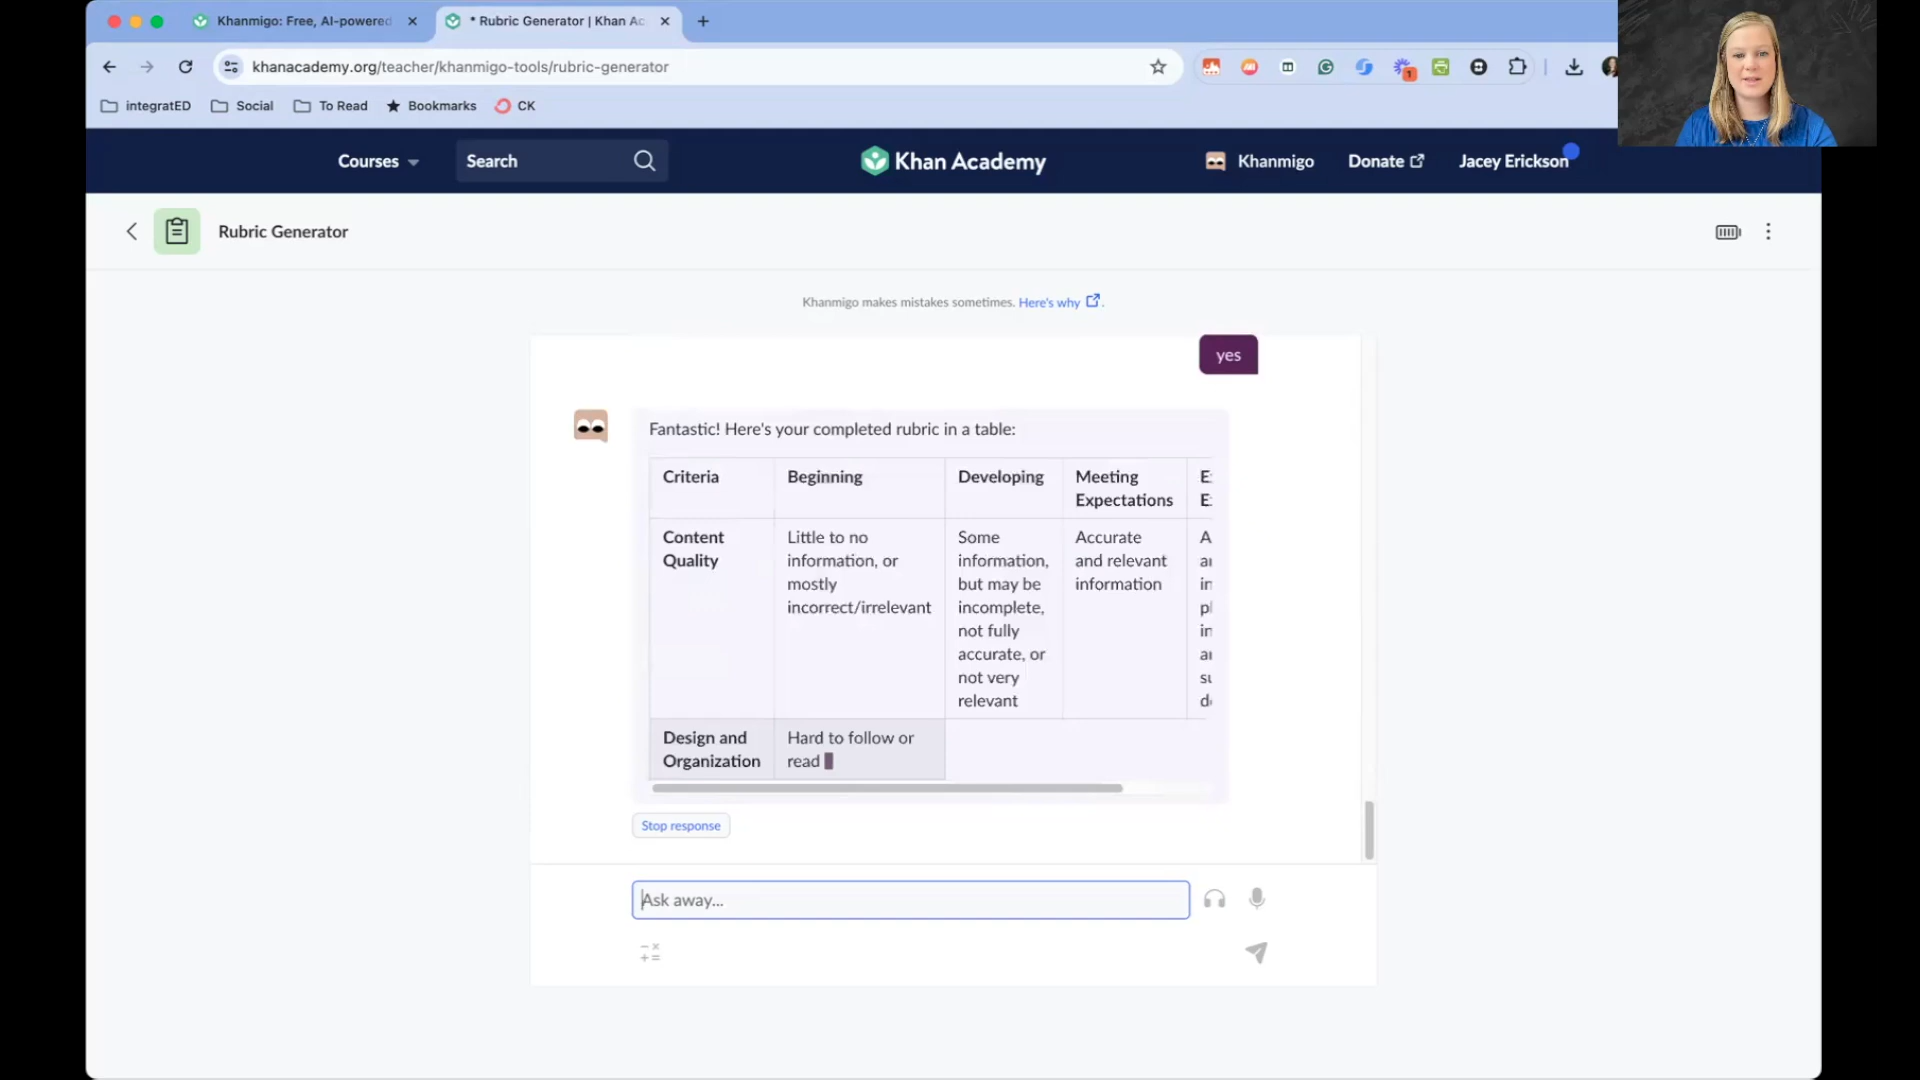 Khanmigo: Free, AI-powered
* Rubric Generator | Khan Ac
khanacademy.org/teacher/khanmigo-tools/rubric-generator
1
integratED
Social
To Read
Bookmarks
CK
Courses
Search
Khan Academy
Khanmigo
Donate
Jacey Erickson
Rubric Generator
Khanmigo makes mistakes sometimes. Here's why.
yes
Fantastic! Here's your completed rubric in a table:
Criteria
Beginning
Developing
Meeting
Expectations
E
E
Content
Quality
Little to no
information, or
mostly
incorrect/irrelevant
Some
information,
but may be
incomplete,
not fully
accurate, or
not very
relevant
Accurate
and relevant
information
A
in
in
Design and
Organization
Hard to follow or
read
Stop response
Ask away...